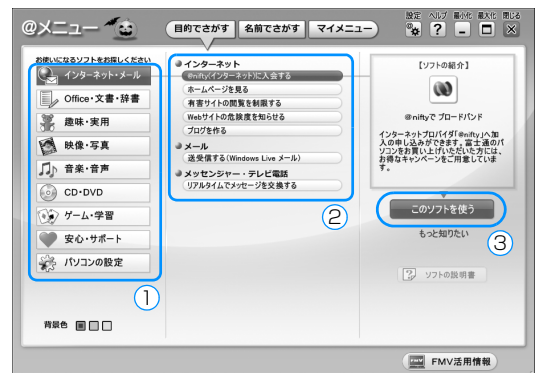 @メニュー
目的でさがす 名前でさがす マイメニュー
設定 ヘルプ 最小化 最大化 閉じる
お使いになるソフトをお探しください
インターネット・メール
Office・文書・辞書
趣味・実用
映像・写真
音楽・音声
CD・DVD
ゲーム・学習
安心・サポート
パソコンの設定
①
背景色
インターネット
@nifty(インターネット)に入会する
ホームページを見る
有害サイトの閲覧を制限する
Webサイトの危険度を知らせる
ブログを作る
メール
送受信する(Windows Live メール)
メッセンジャー・テレビ電話
リアルタイムでメッセージを交換する
②
【ソフトの紹介】
@niftyで ブロードバンド
インターネットプロバイダ「@nifty」へ加
入の申し込みができます。富士通のパ
ソコンをお買い上げいただいた方には、
お得なキャンペーンをご用意していま
す。
このソフトを使う
もっと知りたい
③
ソフトの説明書
FMV FMV活用情報